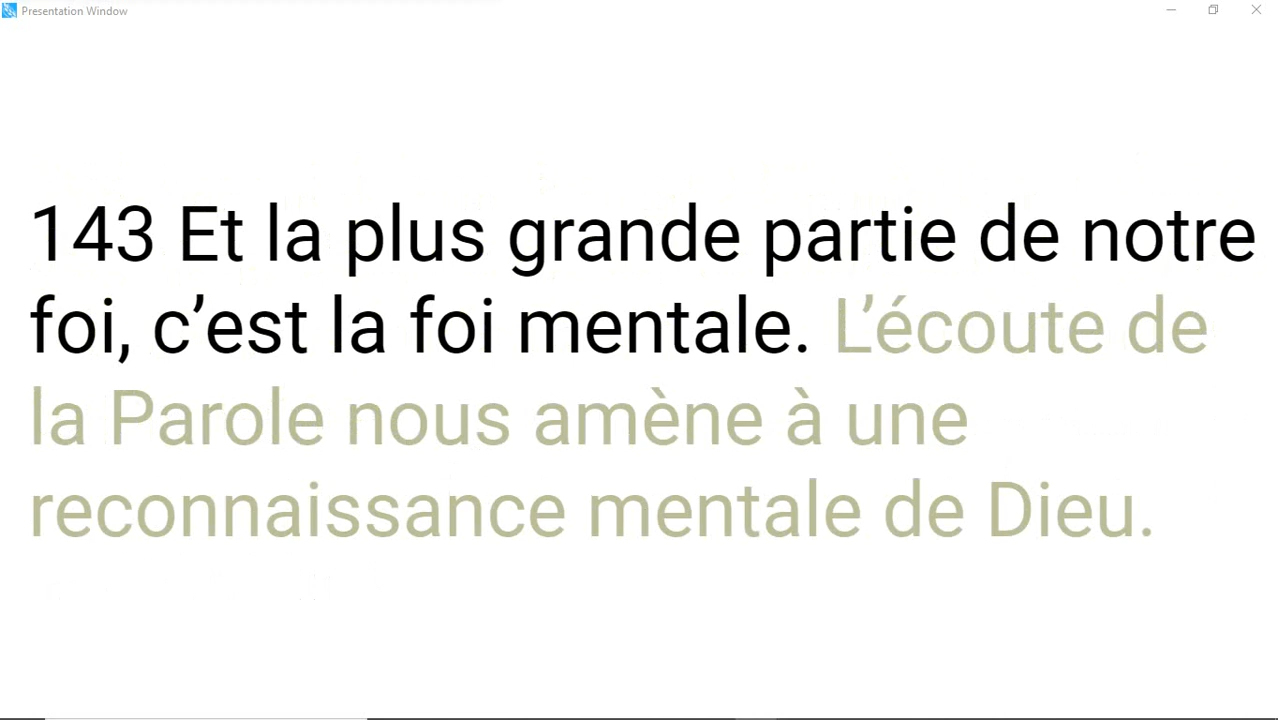 Presentation Window
143 Et la plus grande partie de notre
foi, c’est la foi mentale. L’écoute de
la Parole nous amène à une
reconnaissance mentale de Dieu.